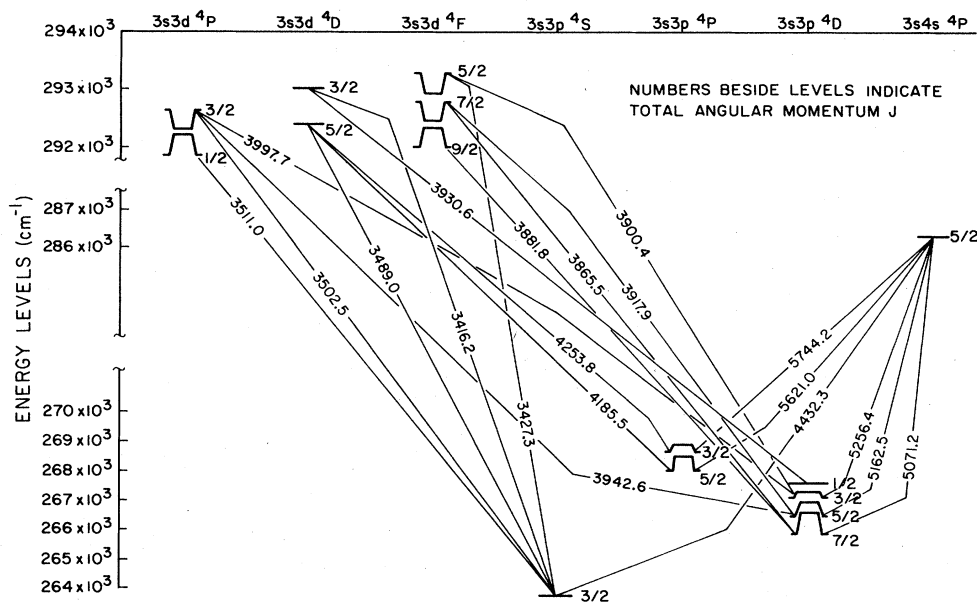 3s3d ⁴P 3s3d ⁴D 3s3d ⁴F 3s3p ⁴S 3s3p ⁴P 3s3p ⁴D 3s4s ⁴P
294x10³
293x10³
292x10³
287x10³
286x10³
270x10³
269x10³
268x10³
267x10³
266x10³
265x10³
264x10³
ENERGY LEVELS (cm⁻¹)
NUMBERS BESIDE LEVELS INDICATE
TOTAL ANGULAR MOMENTUM J
3/2
1/2
3/2
5/2
5/2
7/2
9/2
3/2
3/2
5/2
1/2
3/2
5/2
7/2
5/2
3997.7
3511.0
3502.5
3489.0
3416.2
3427.3
3930.6
3881.8
3865.5
3900.4
3917.9
4253.8
4185.5
3942.6
5744.2
5621.0
4432.3
5256.4
5162.5
5071.2